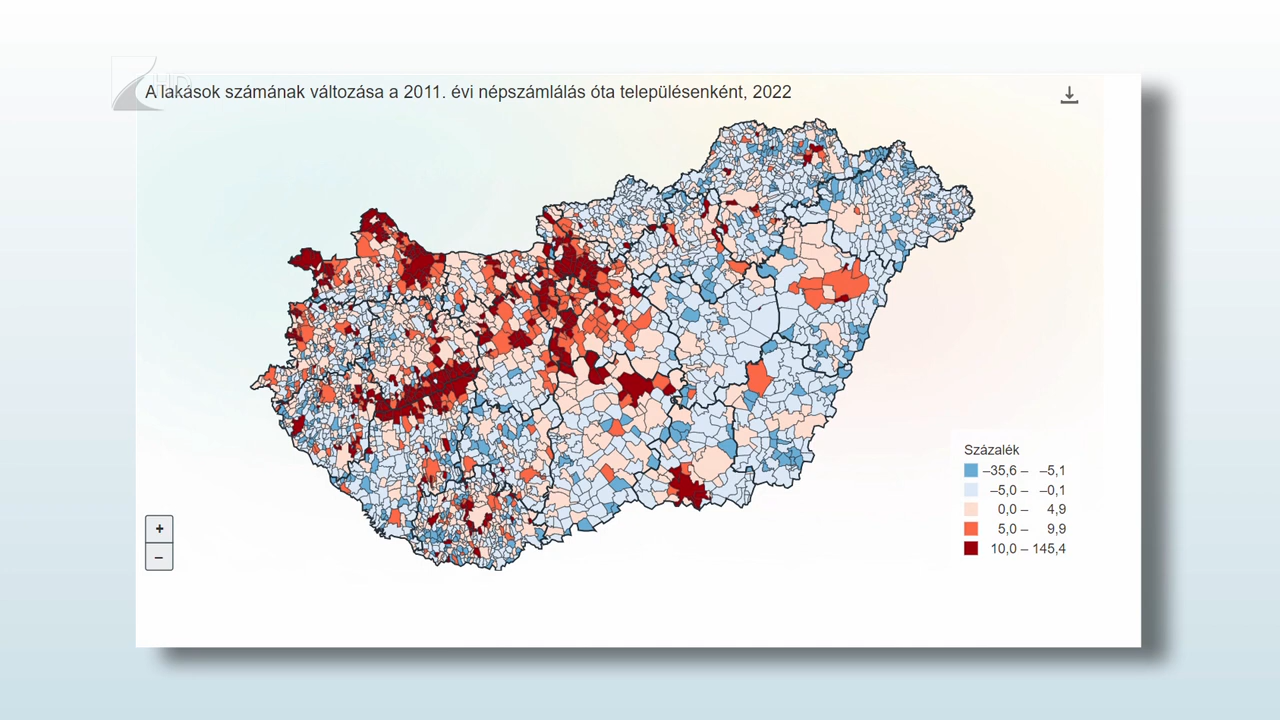 HD
A lakások számának változása a 2011. évi népszámlálás óta településenként, 2022
Százalék
–35,6 – –5,1
–5,0 – –0,1
0,0 – 4,9
5,0 – 9,9
10,0 – 145,4
+
–